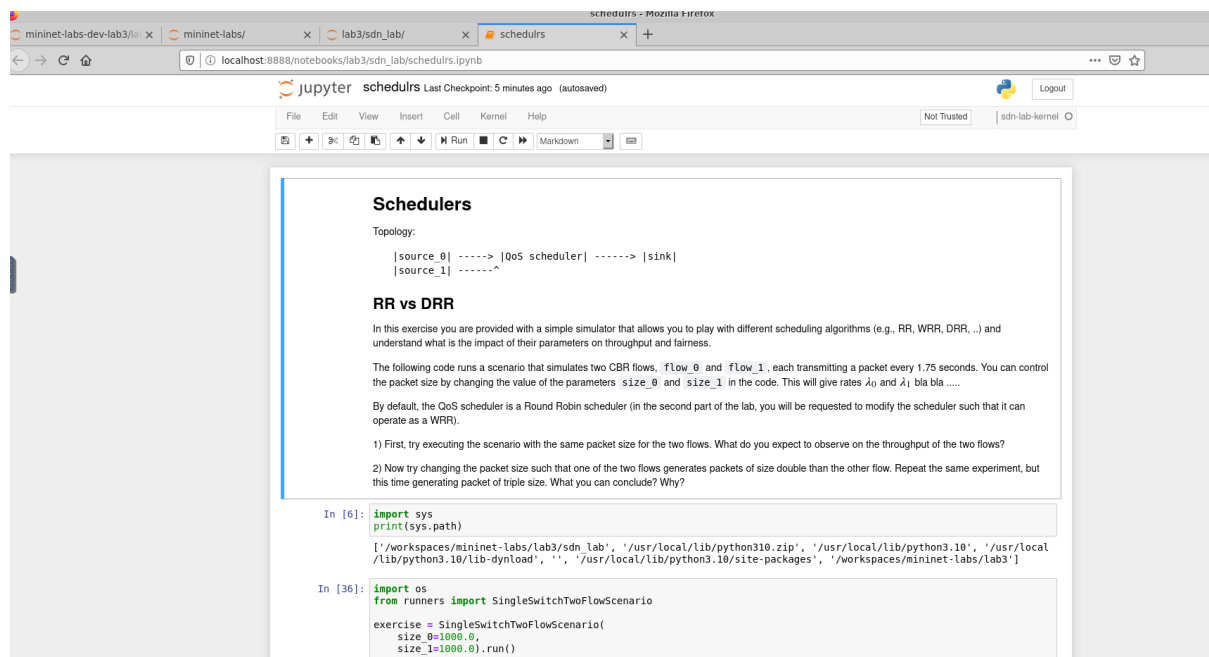 schedulrs - Mozilla Firefox
mininet-labs-dev-lab3/la
mininet-labs/
lab3/sdn_lab/
schedulrs
localhost:8888/notebooks/lab3/sdn_lab/schedulrs.ipynb
jupyter schedulrs Last Checkpoint: 5 minutes ago (autosaved)
Logout
File Edit View Insert Cell Kernel Help
Not Trusted
sdn-lab-kernel
Run
Markdown
Schedulers
Topology:
|source_0| -----> |QoS scheduler| ------> |sink|
|source_1| ------^
RR vs DRR
In this exercise you are provided with a simple simulator that allows you to play with different scheduling algorithms (e.g., RR, WRR, DRR, ..) and
understand what is the impact of their parameters on throughput and fairness.
The following code runs a scenario that simulates two CBR flows, flow_0 and flow_1 , each transmitting a packet every 1.75 seconds. You can control
the packet size by changing the value of the parameters size_0 and size_1 in the code. This will give rates λ0 and λ1 bla bla .....
By default, the QoS scheduler is a Round Robin scheduler (in the second part of the lab, you will be requested to modify the scheduler such that it can
operate as a WRR).
1) First, try executing the scenario with the same packet size for the two flows. What do you expect to observe on the throughput of the two flows?
2) Now try changing the packet size such that one of the two flows generates packets of size double than the other flow. Repeat the same experiment, but
this time generating packet of triple size. What you can conclude? Why?
In [6]: import sys
print(sys.path)
['/workspaces/mininet-labs/lab3/sdn_lab', '/usr/local/lib/python310.zip', '/usr/local/lib/python3.10', '/usr/local
/lib/python3.10/lib-dynload', '', '/usr/local/lib/python3.10/site-packages', '/workspaces/mininet-labs/lab3']
In [36]: import os
from runners import SingleSwitchTwoFlowScenario
exercise = SingleSwitchTwoFlowScenario(
size_0=1000.0,
size_1=1000.0).run()